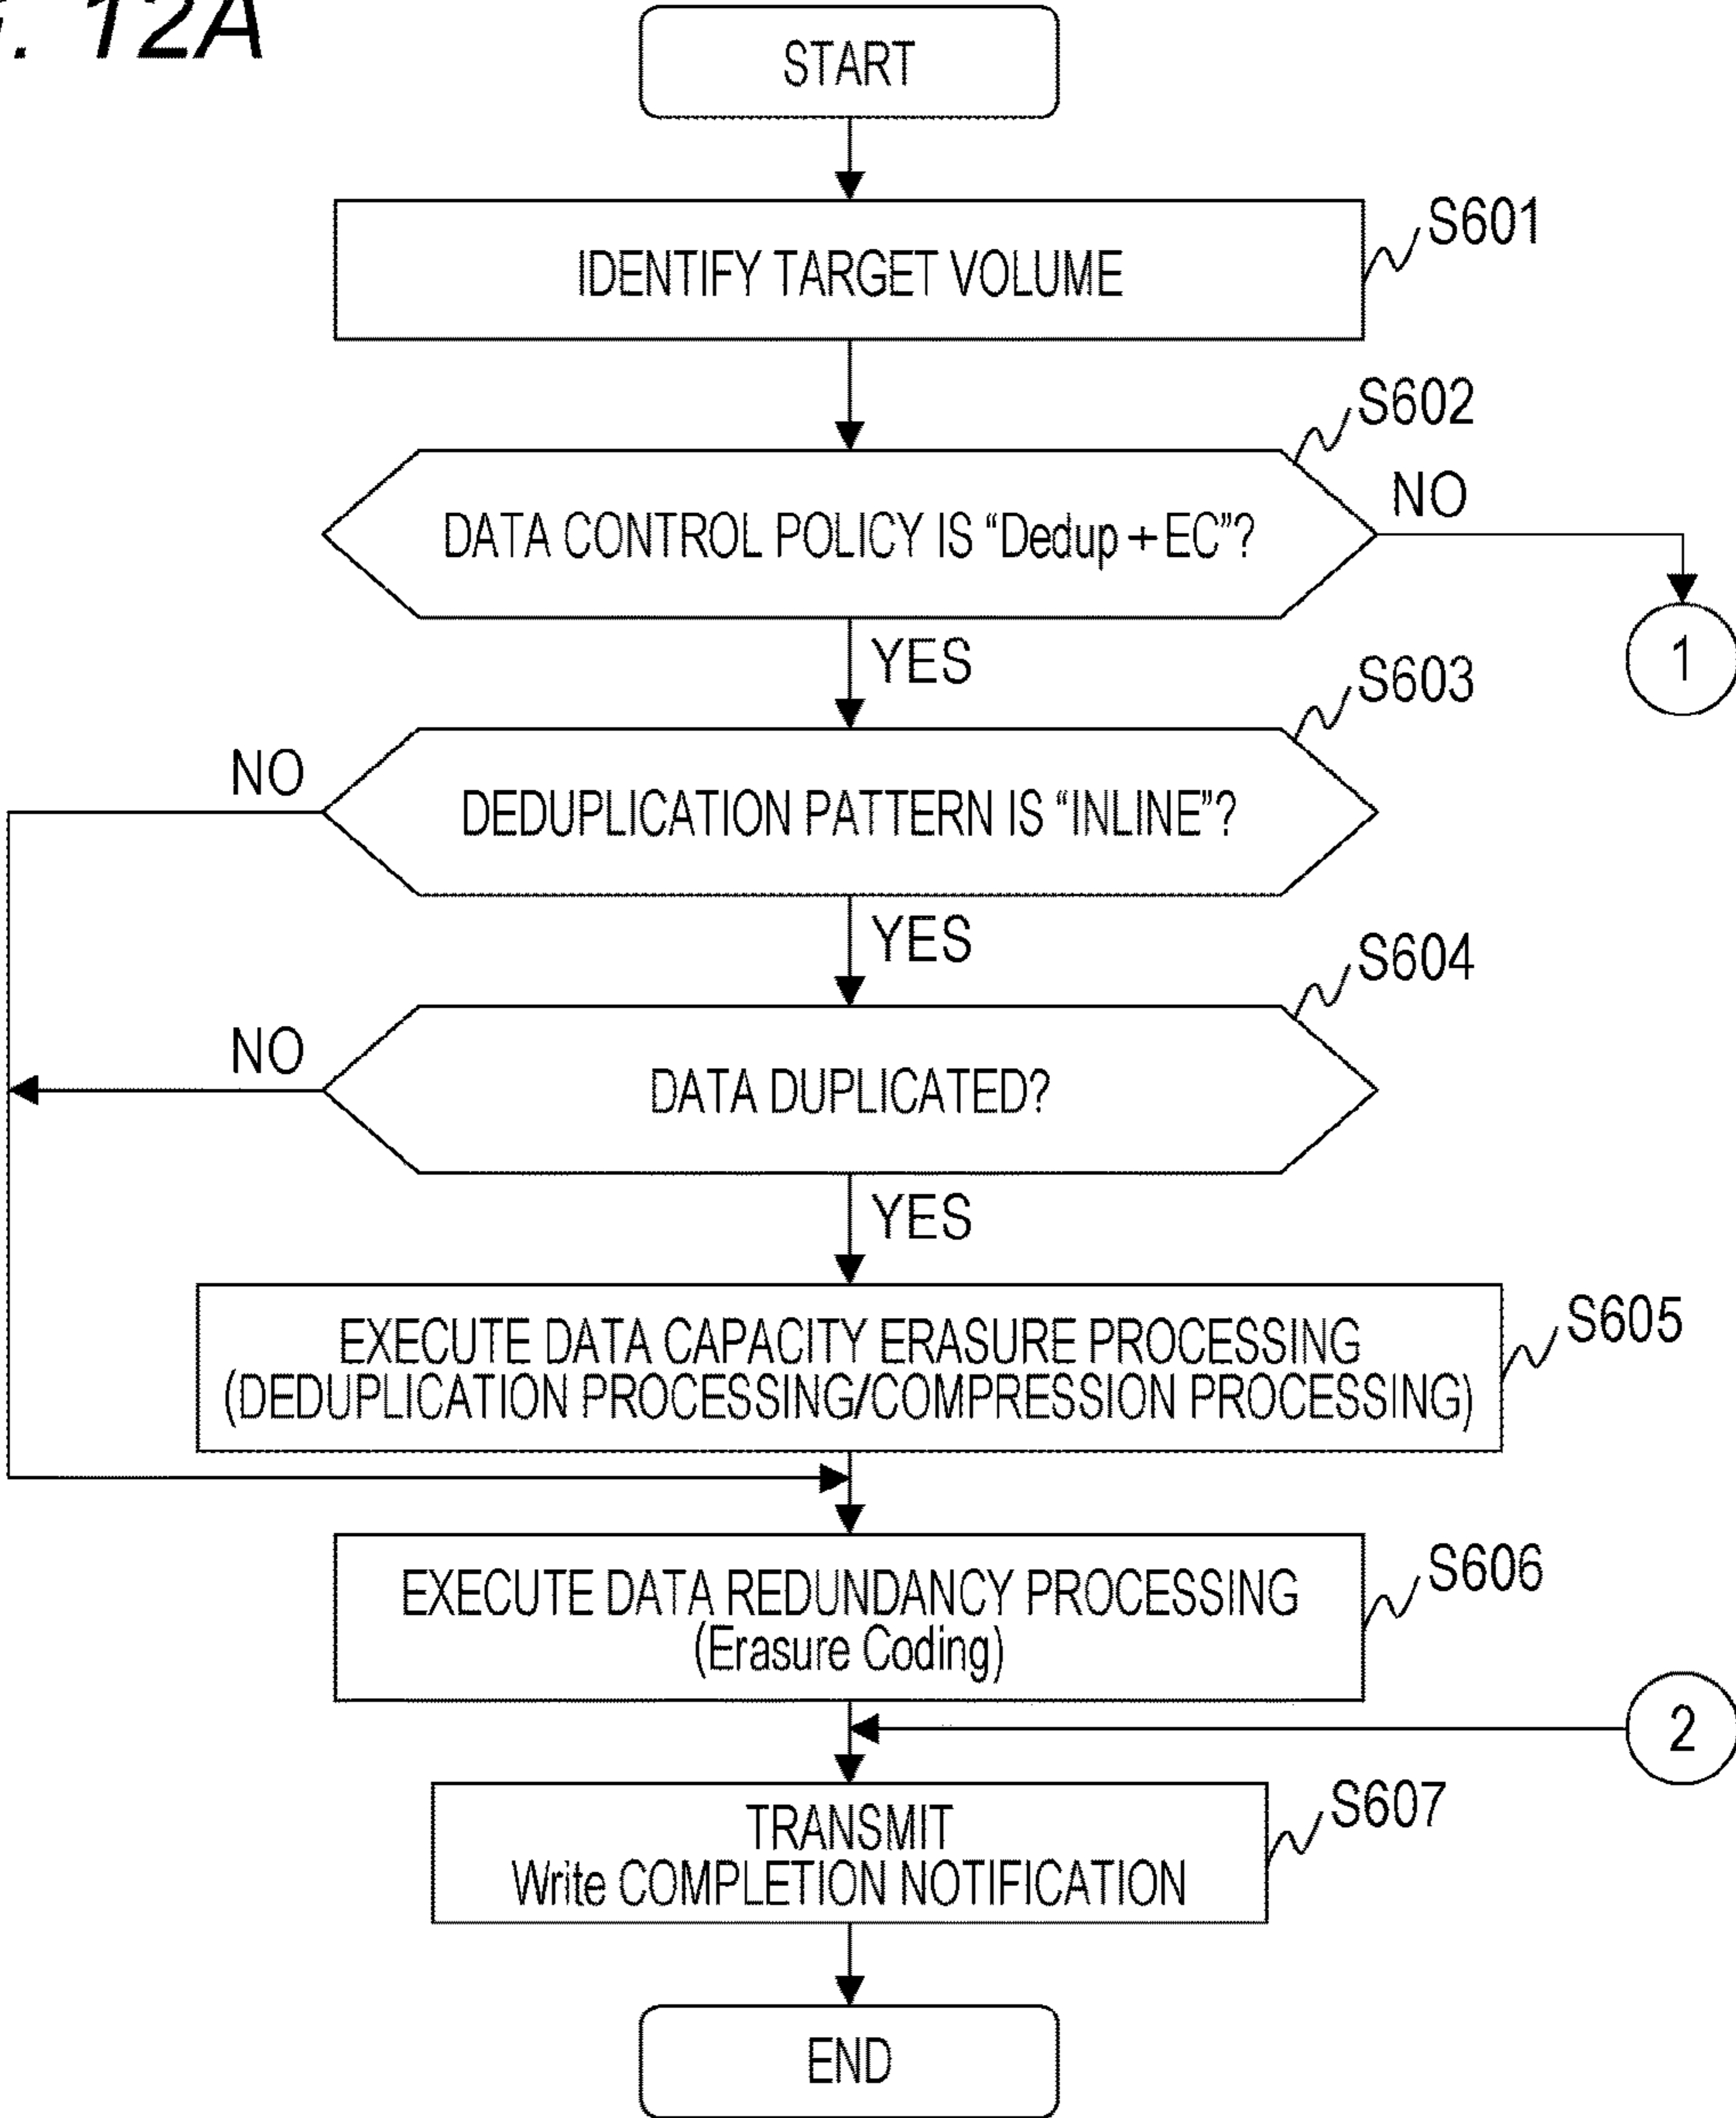 . 12A
START
IDENTIFY TARGET VOLUME
S601
S602
DATA CONTROL POLICY IS “Dedup + EC”?
NO
1
YES
S603
NO
DEDUPLICATION PATTERN IS “INLINE”?
YES
S604
NO
DATA DUPLICATED?
YES
EXECUTE DATA CAPACITY ERASURE PROCESSING
(DEDUPLICATION PROCESSING/COMPRESSION PROCESSING)
S605
EXECUTE DATA REDUNDANCY PROCESSING
(Erasure Coding)
S606
2
TRANSMIT
Write COMPLETION NOTIFICATION
S607
END